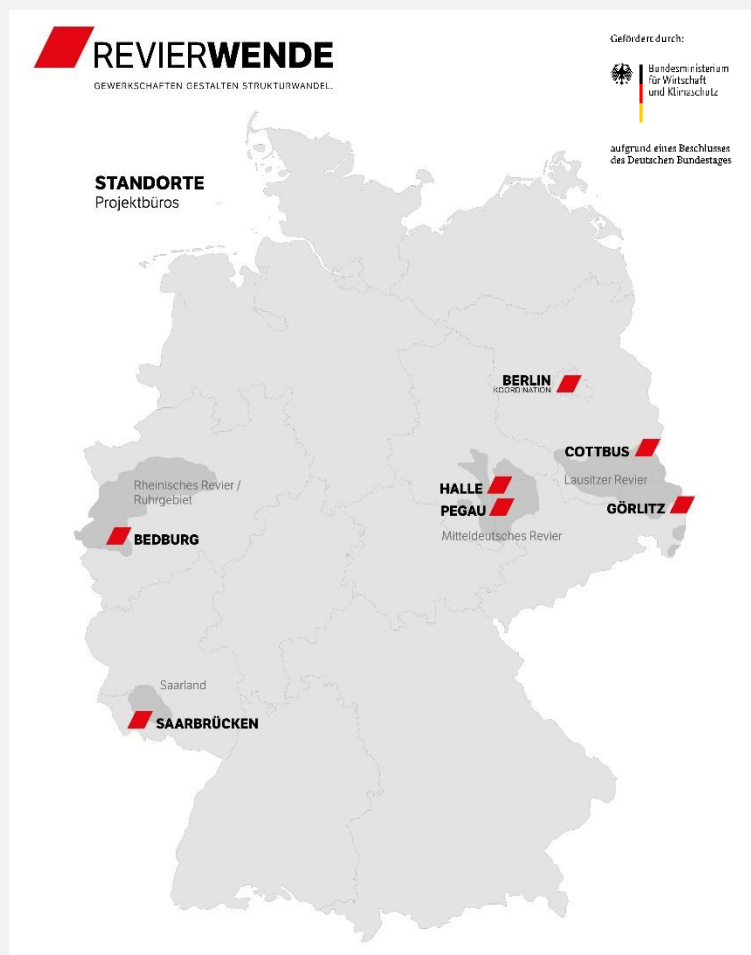 REVIERWENDE
GEWERKSCHAFTEN GESTALTEN STRUKTURWANDEL.
Gefördert durch:
Bundesministerium
für Wirtschaft
und Klimaschutz
aufgrund eines Beschlusses
des Deutschen Bundestages
STANDORTE
Projektbüros
BERLIN
KOORDINATION
COTTBUS
Lausitzer Revier
GÖRLITZ
HALLE
PEGAU
Mitteldeutsches Revier
Rheinisches Revier /
Ruhrgebiet
BEDBURG
Saarland
SAARBRÜCKEN